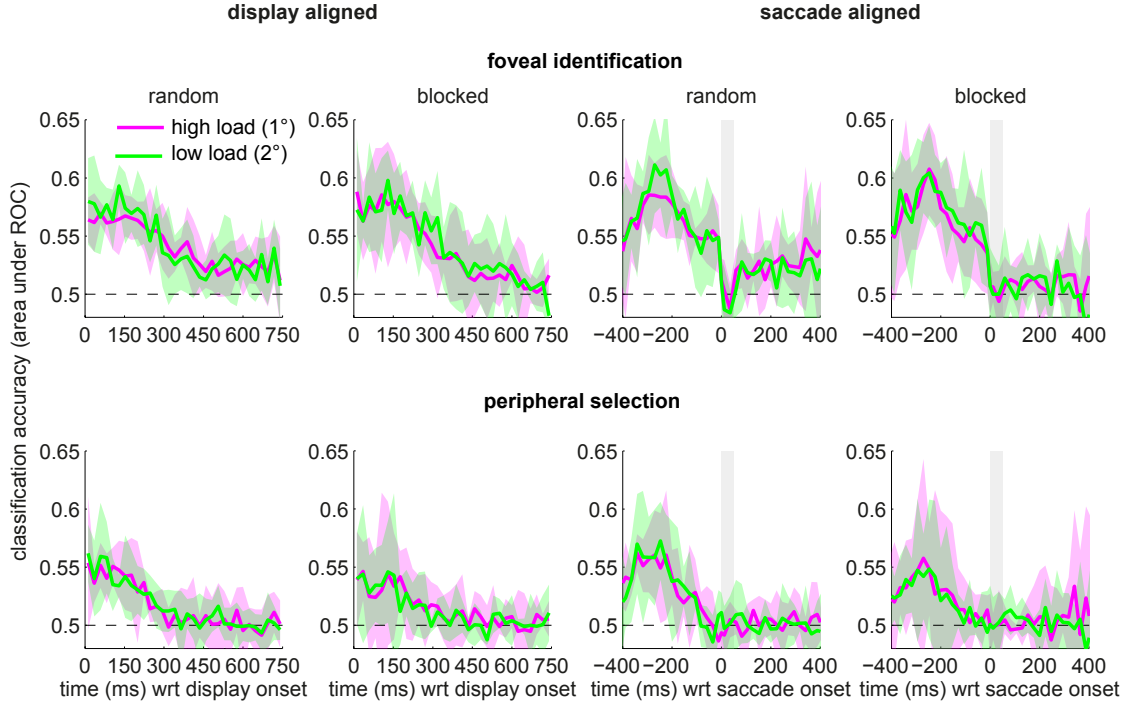 display aligned saccade aligned
foveal identification
random blocked random blocked
high load (1°)
low load (2°)
classification accuracy (area under ROC)
0.65 0.65 0.65 0.65
0.6 0.6 0.6 0.6
0.55 0.55 0.55 0.55
0.5 0.5 0.5 0.5
0 150 300 450 600 750 0 150 300 450 600 750 −400 −200 0 200 400 −400 −200 0 200 400
peripheral selection
0.65 0.65 0.65 0.65
0.6 0.6 0.6 0.6
0.55 0.55 0.55 0.55
0.5 0.5 0.5 0.5
0 150 300 450 600 750 0 150 300 450 600 750 −400 −200 0 200 400 −400 −200 0 200 400
time (ms) wrt display onset time (ms) wrt display onset time (ms) wrt saccade onset time (ms) wrt saccade onset